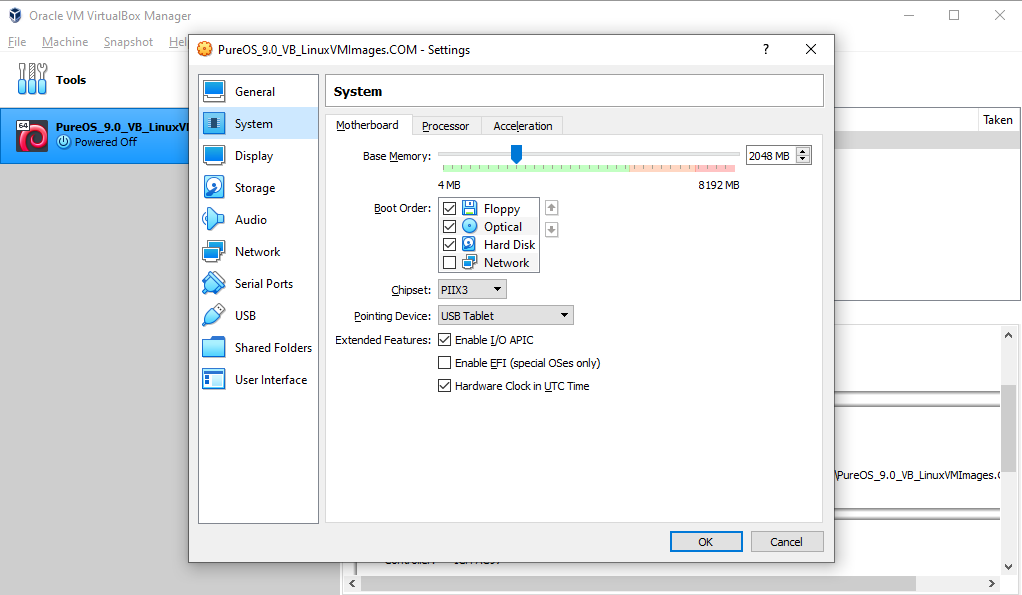 Oracle VM VirtualBox Manager
File Machine Snapshot Hel
Tools
64
PureOS_9.0_VB_LinuxVM
Powered Off
PureOS_9.0_VB_LinuxVMImages.COM - Settings
?
General
System
Display
Storage
Audio
Network
Serial Ports
USB
Shared Folders
User Interface
System
Motherboard Processor Acceleration
Base Memory: 2048 MB
4 MB 8192 MB
Boot Order: Floppy
Optical
Hard Disk
Network
Chipset: PIIX3
Pointing Device: USB Tablet
Extended Features: Enable I/O APIC
Enable EFI (special OSes only)
Hardware Clock in UTC Time
OK Cancel
Taken
\PureOS_9.0_VB_LinuxVMImages.C